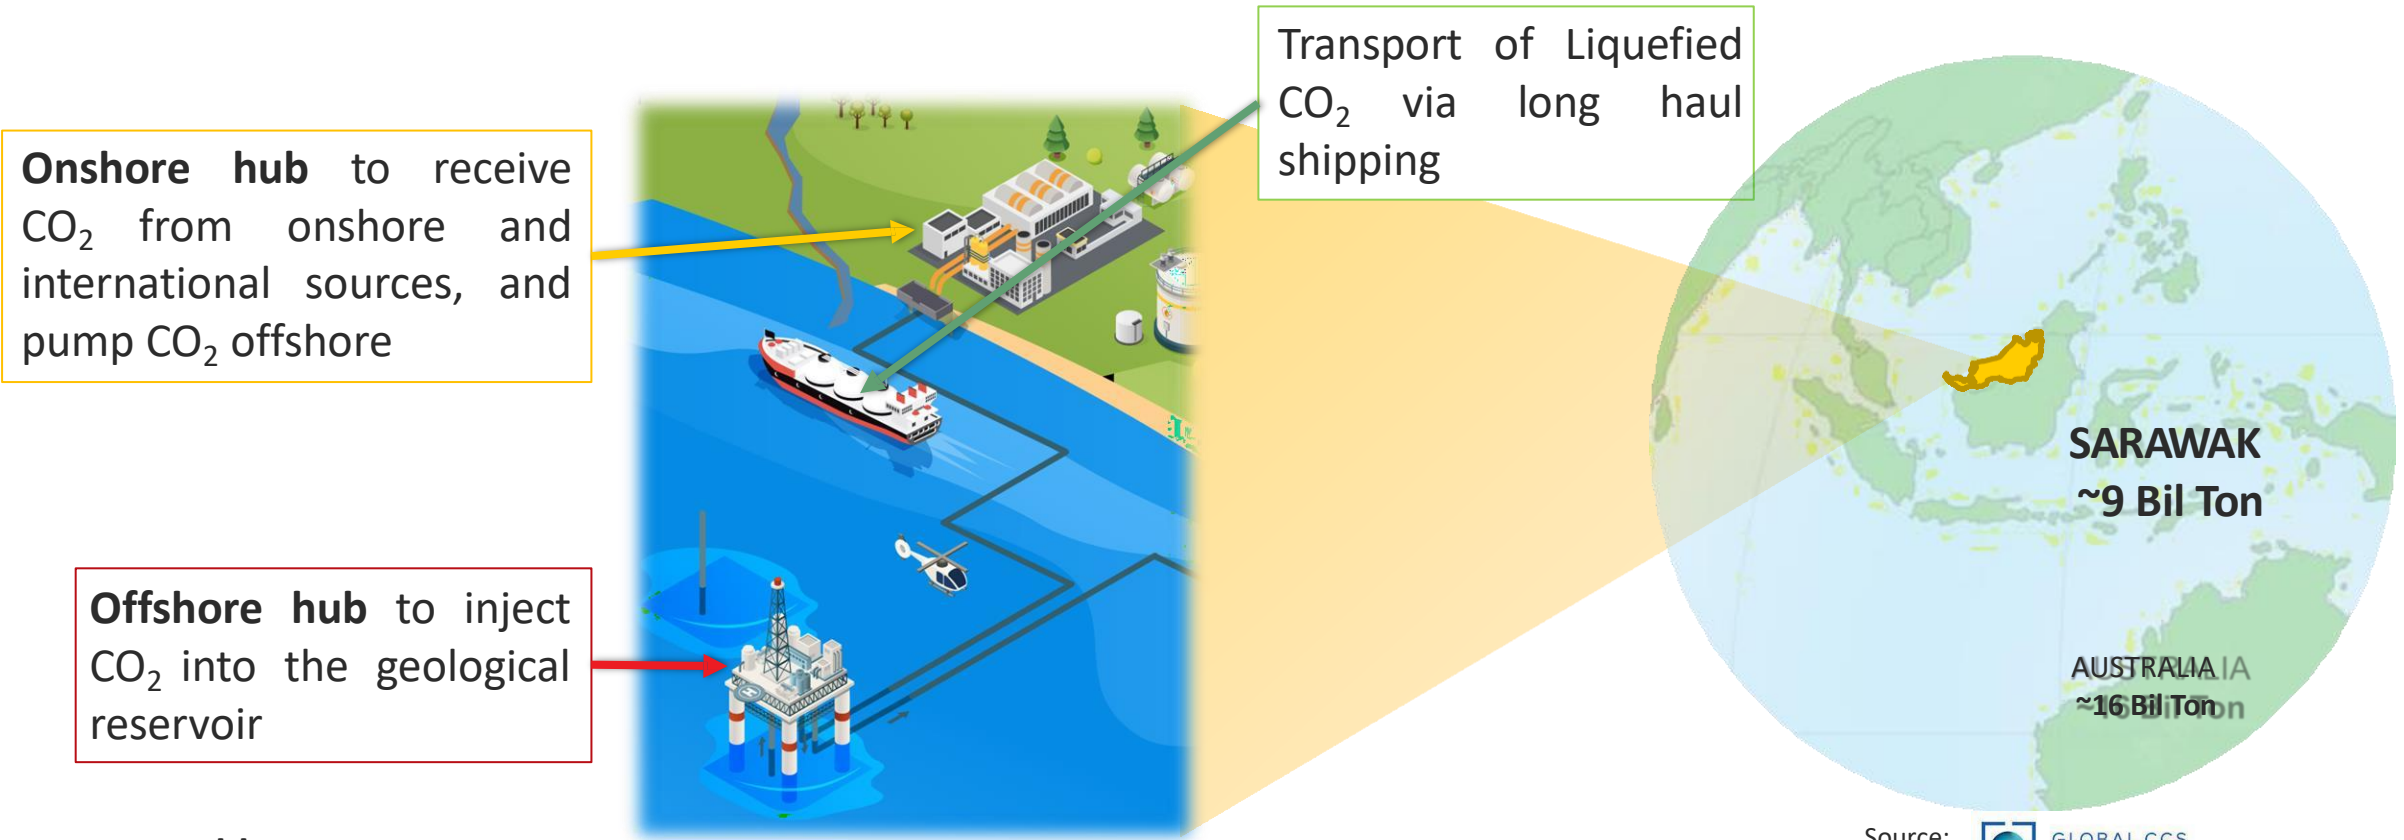 Transport of Liquefied
CO₂ via long haul
shipping
Onshore hub to receive
CO₂ from onshore and
international sources, and
pump CO₂ offshore
Offshore hub to inject
CO₂ into the geological
reservoir
H
SARAWAK
~9 Bil Ton
AUSTRALIA
~16 Bil Ton
Source:
GLOBAL CCS